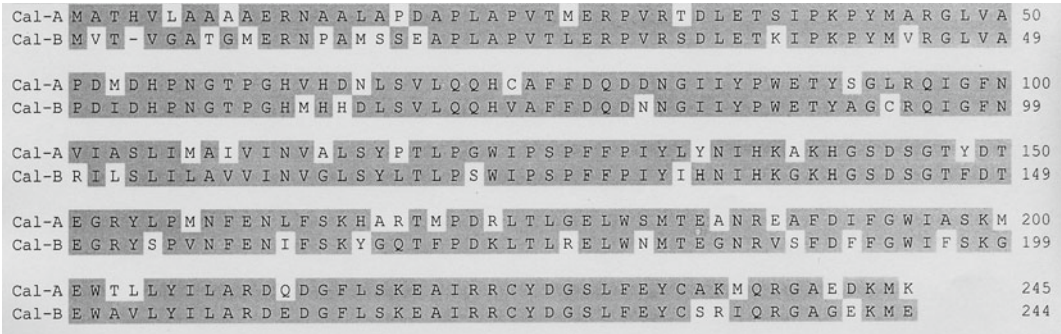 Cal-A M A T H V L A A A A E R N A A L A P D A P L A P V T M E R P V R T D L E T S I P K P Y M A R G L V A 50
Cal-B M V T - V G A T G M E R N P A M S S E A P L A P V T L E R P V R S D L E T K I P K P Y M V R G L V A 49
Cal-A P D M D H P N G T P G H V H D N L S V L Q Q H C A F F D Q D D N G I I Y P W E T Y S G L R Q I G F N 100
Cal-B P D I D H P N G T P G H M H H D L S V L Q Q H V A F F D Q D N N G I I Y P W E T Y A G C R Q I G F N 99
Cal-A V I A S L I M A I V I N V A L S Y P T L P G W I P S P F F P I Y L Y N I H K A K H G S D S G T Y D T 150
Cal-B R I L S L I L A V V I N V G L S Y L T L P S W I P S P F F P I Y I H N I H K G K H G S D S G T F D T 149
Cal-A E G R Y L P M N F E N L F S K H A R T M P D R L T L G E L W S M T E A N R E A F D I F G W I A S K M 200
Cal-B E G R Y S P V N F E N I F S K Y G Q T F P D K L T L R E L W N M T E G N R V S F D F F G W I F S K G 199
Cal-A E W T L L Y I L A R D Q D G F L S K E A I R R C Y D G S L F E Y C A K M Q R G A E D K M K 245
Cal-B E W A V L Y I L A R D E D G F L S K E A I R R C Y D G S L F E Y C S R I Q R G A G E K M E 244